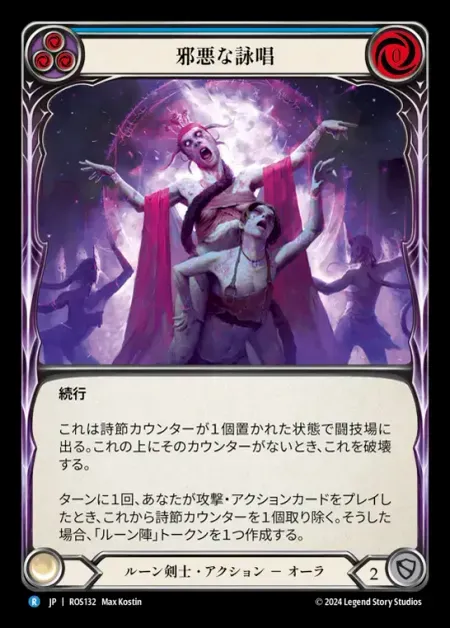 邪悪な詠唱
0
続行
これは詩節カウンターが1個置かれた状態で闘技場に
出る。これの上にそのカウンターがないとき、これを破壊
する。
ターンに1回、あなたが攻撃・アクションカードをプレイし
たとき、これから詩節カウンターを1個取り除く。そうした
場合、「ルーン陣」トークンを1つ作成する。
ルーン剣士・アクション － オーラ
2
R JP | ROS132 Max Kostin
© 2024 Legend Story Studios